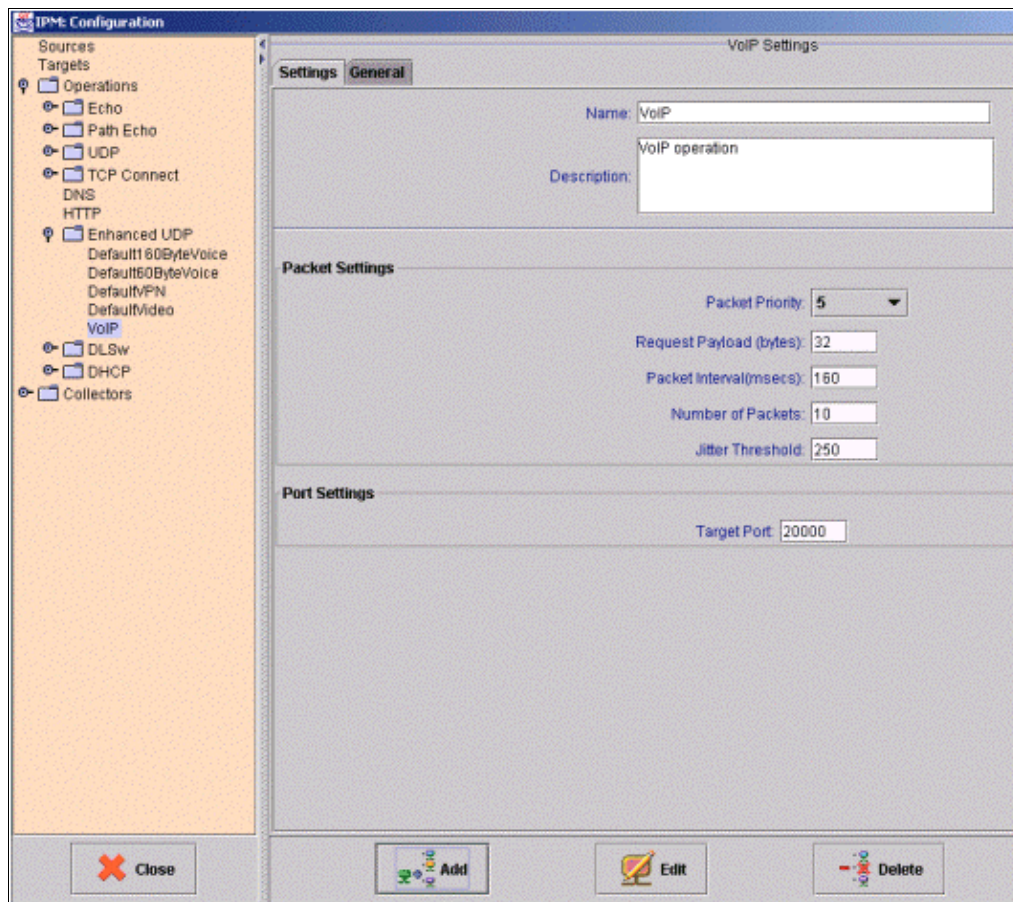 IPM: Configuration
Sources
Targets
Operations
Echo
Path Echo
UDP
TCP Connect
DNS
HTTP
Enhanced UDP
Default160ByteVoice
Default60ByteVoice
DefaultVPN
DefaultVideo
VoIP
DLSw
DHCP
Collectors
Close
VoIP Settings
Settings General
Name: VoIP
Description: VoIP operation
Packet Settings
Packet Priority: 5
Request Payload (bytes): 32
Packet Interval(msecs): 160
Number of Packets: 10
Jitter Threshold: 250
Port Settings
Target Port: 20000
Add Edit Delete